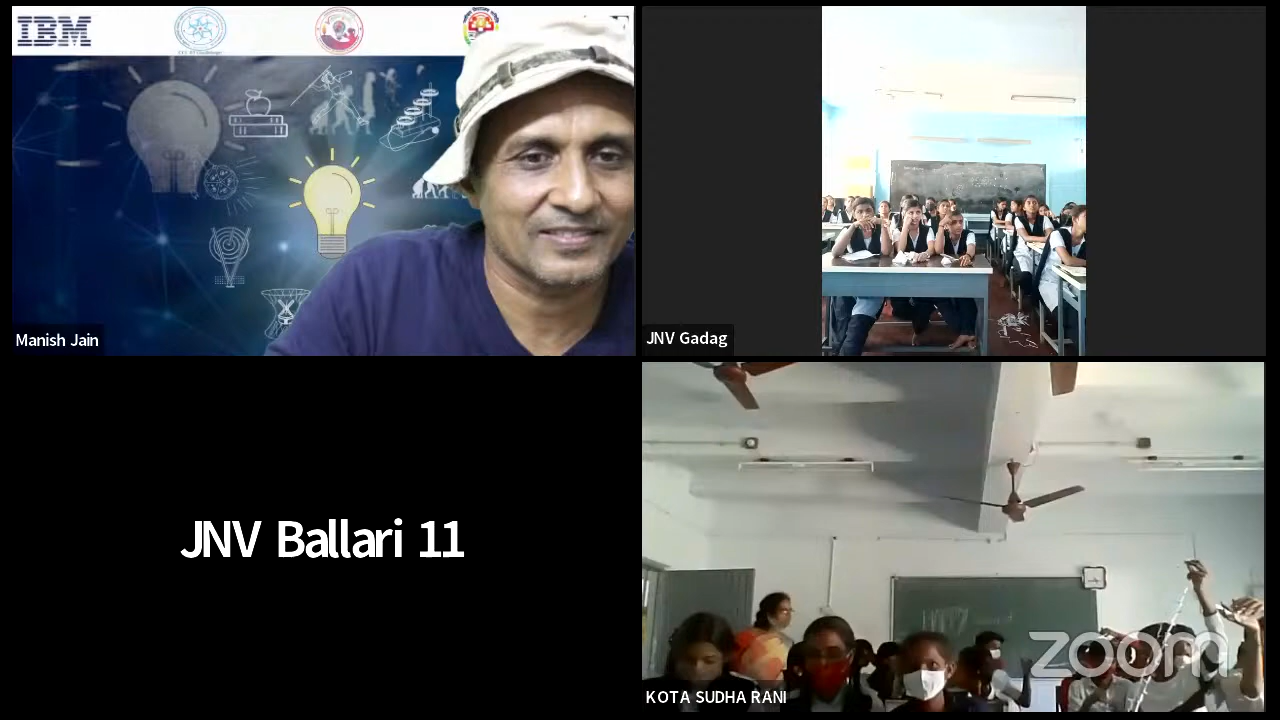 IBM
Manish Jain
JNV Gadag
JNV Ballari 11
KOTA SUDHA RANI
zoom